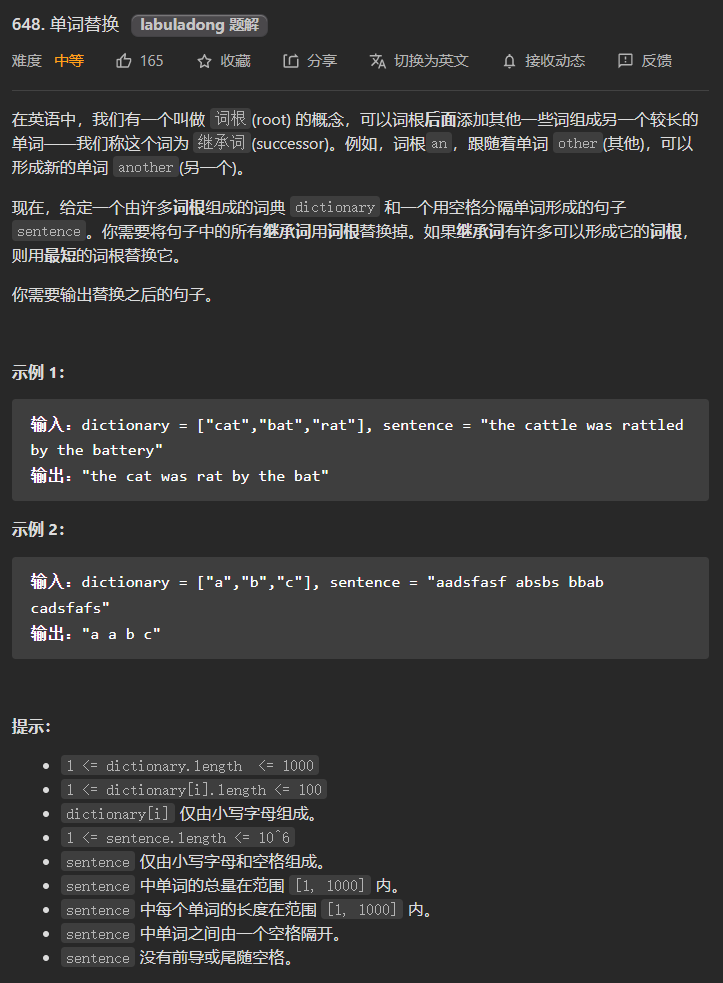 648. 单词替换 labuladong 题解
难度 中等 165 收藏 分享 切换为英文 接收动态 反馈
在英语中，我们有一个叫做 词根(root) 的概念，可以词根后面添加其他一些词组成另一个较长的
单词——我们称这个词为 继承词(successor)。例如，词根an，跟随着单词 other(其他)，可以
形成新的单词 another(另一个)。
现在，给定一个由许多词根组成的词典 dictionary 和一个用空格分隔单词形成的句子
sentence。你需要将句子中的所有继承词用词根替换掉。如果继承词有许多可以形成它的词根，
则用最短的词根替换它。
你需要输出替换之后的句子。
示例 1：
输入：dictionary = ["cat","bat","rat"], sentence = "the cattle was rattled
by the battery"
输出："the cat was rat by the bat"
示例 2：
输入：dictionary = ["a","b","c"], sentence = "aadsfasf absbs bbab
cadsfafs"
输出："a a b c"
提示：
1 <= dictionary.length <= 1000
1 <= dictionary[i].length <= 100
dictionary[i] 仅由小写字母组成。
1 <= sentence.length <= 10^6
sentence 仅由小写字母和空格组成。
sentence 中单词的总量在范围 [1, 1000] 内。
sentence 中每个单词的长度在范围 [1, 1000] 内。
sentence 中单词之间由一个空格隔开。
sentence 没有前导或尾随空格。